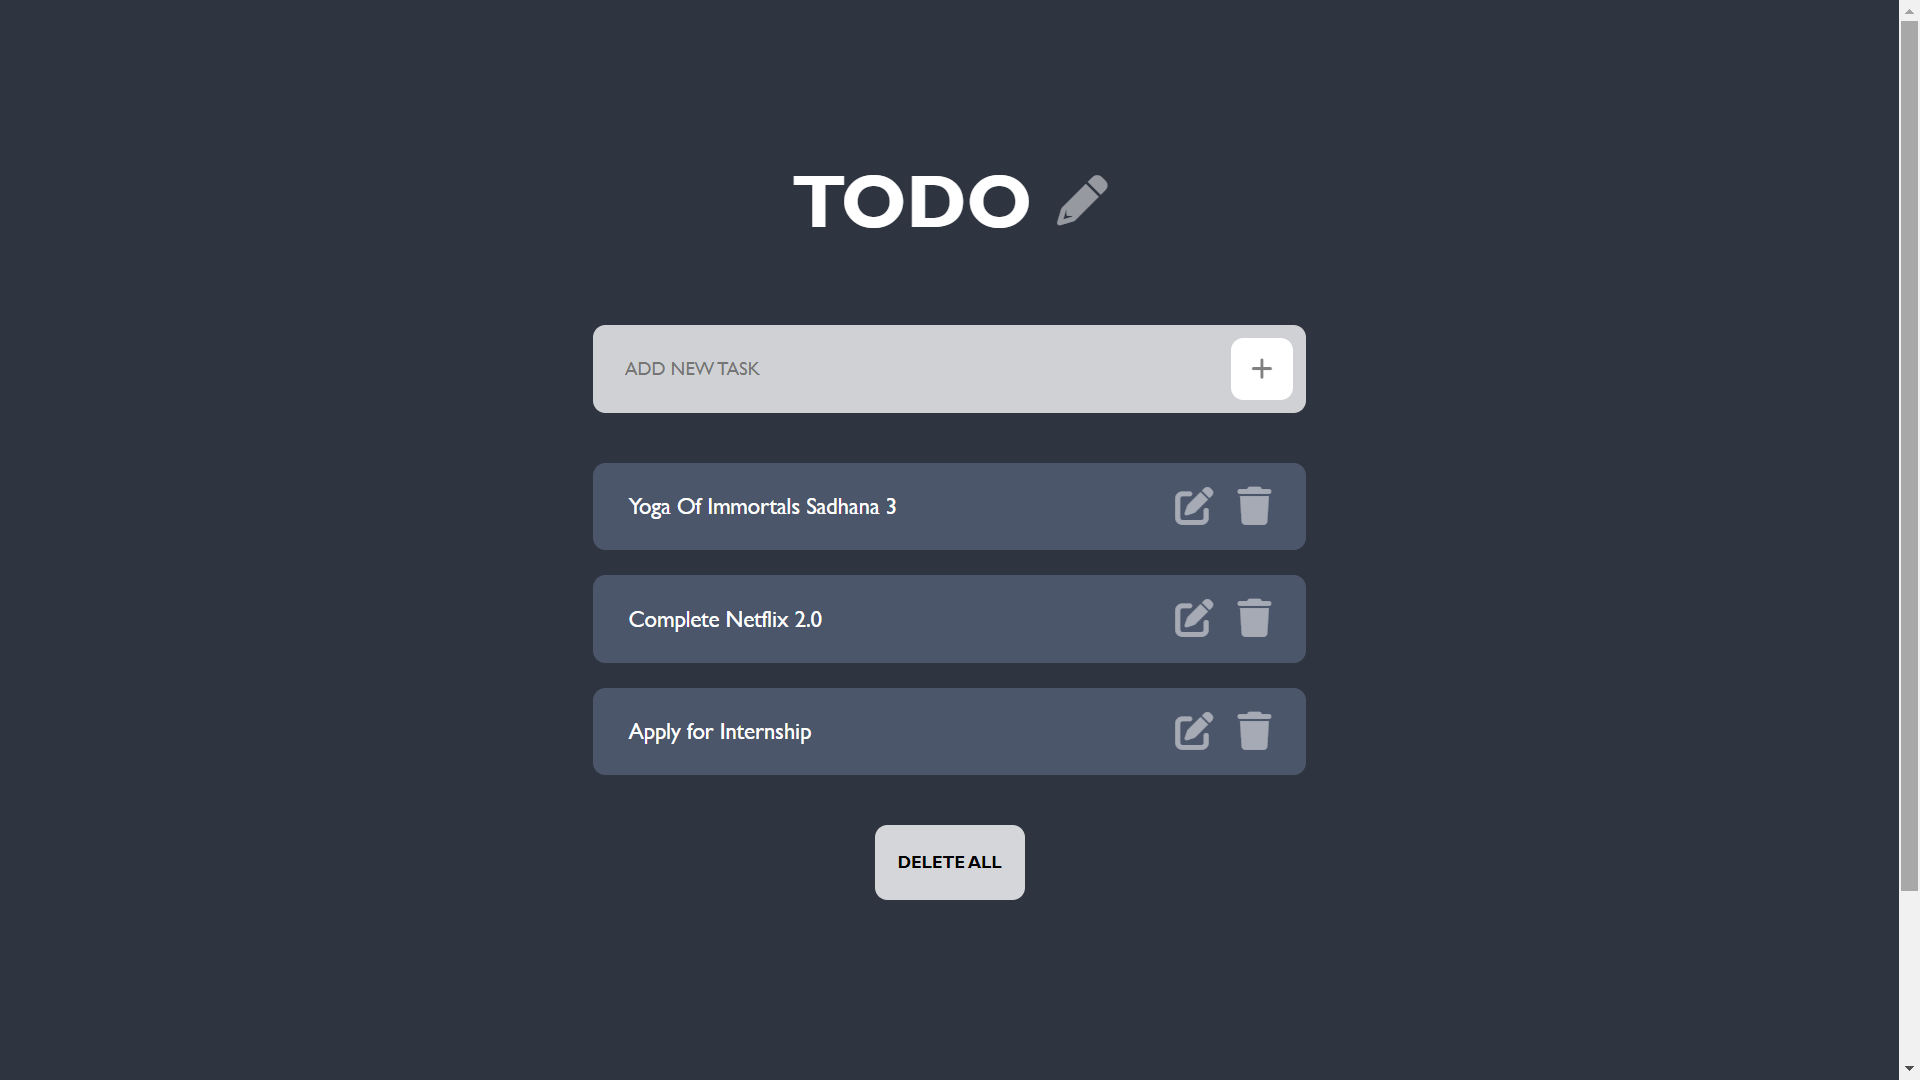 TODO
ADD NEW TASK
Yoga Of Immortals Sadhana 3
Complete Netflix 2.0
Apply for Internship
DELETE ALL